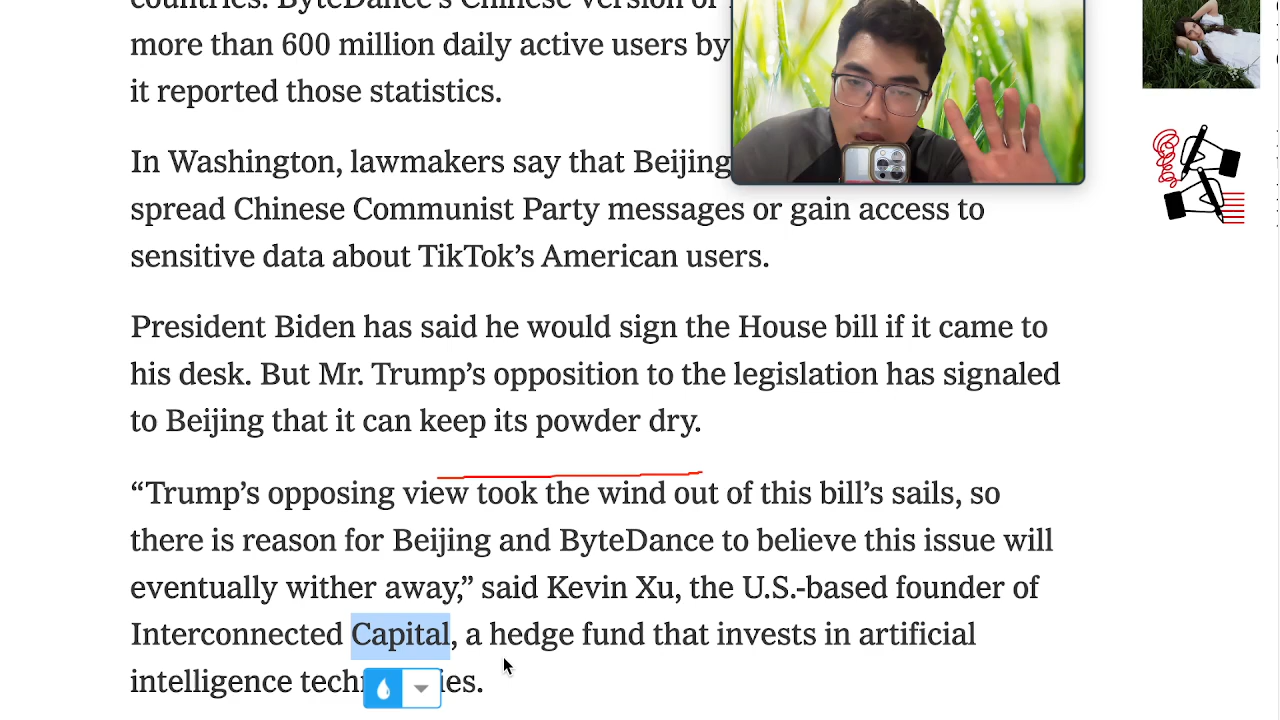 countries. ByteDance's Chinese version of
more than 600 million daily active users by
it reported those statistics.
In Washington, lawmakers say that Beijing
spread Chinese Communist Party messages or gain access to
sensitive data about TikTok’s American users.
President Biden has said he would sign the House bill if it came to
his desk. But Mr. Trump’s opposition to the legislation has signaled
to Beijing that it can keep its powder dry.
“Trump’s opposing view took the wind out of this bill’s sails, so
there is reason for Beijing and ByteDance to believe this issue will
eventually wither away,” said Kevin Xu, the U.S.-based founder of
Interconnected Capital, a hedge fund that invests in artificial
intelligence